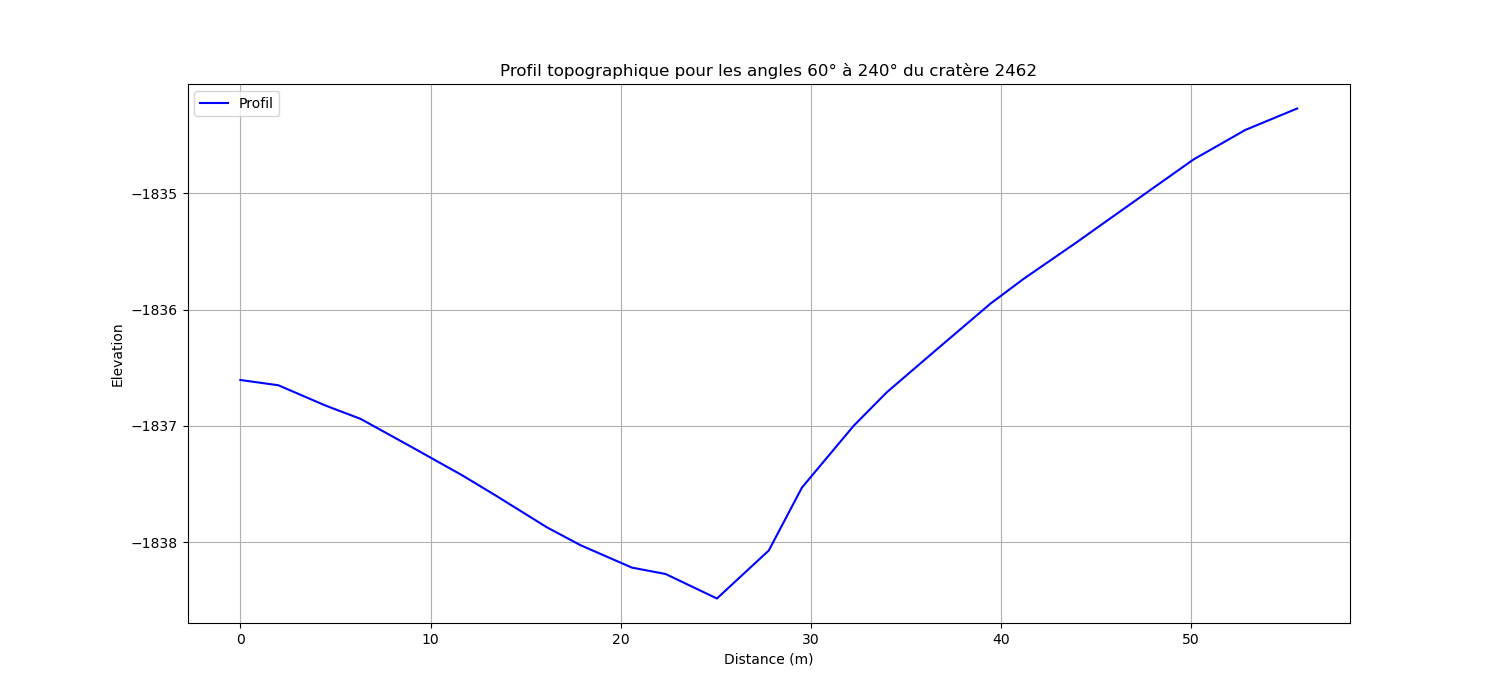 Profil topographique pour les angles 60° à 240° du cratère 2462
Profil
Elevation
−1835
−1836
−1837
−1838
0 10 20 30 40 50
Distance (m)